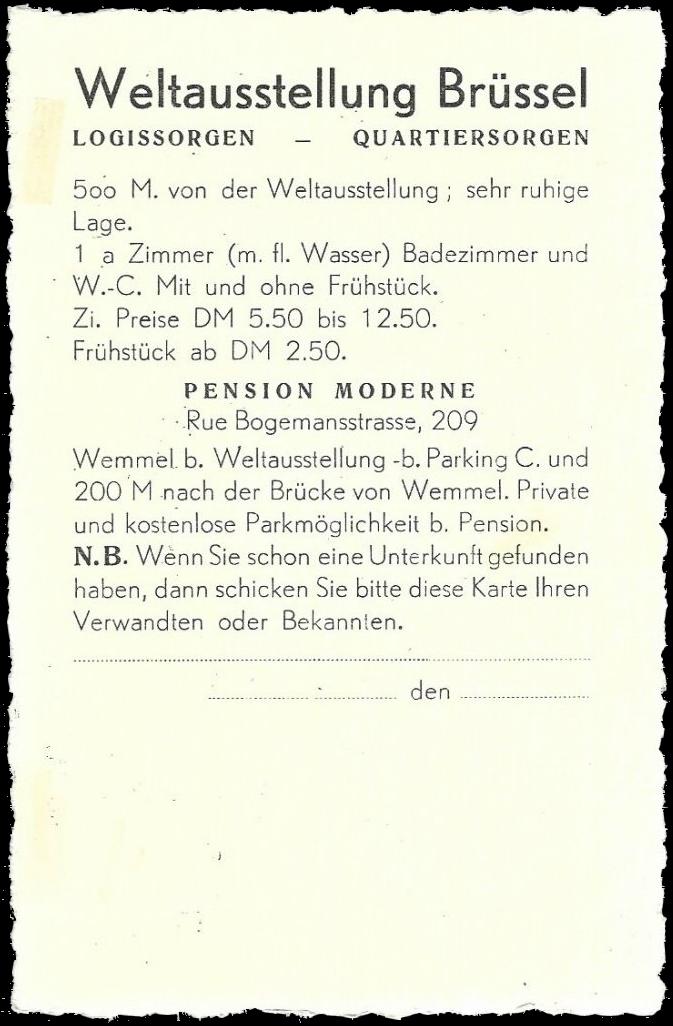 Weltausstellung Brüssel
LOGISSORGEN – QUARTIERSORGEN
5oo M. von der Weltausstellung ; sehr ruhige
Lage.
1 a Zimmer (m. fl. Wasser) Badezimmer und
W.-C. Mit und ohne Frühstück.
Zi. Preise DM 5.50 bis 12.50.
Frühstück ab DM 2.50.
PENSION MODERNE
Rue Bogemansstrasse, 209
Wemmel b. Weltausstellung -b. Parking C. und
200 M nach der Brücke von Wemmel. Private
und kostenlose Parkmöglichkeit b. Pension.
N.B. Wenn Sie schon eine Unterkunft gefunden
haben, dann schicken Sie bitte diese Karte Ihren
Verwandten oder Bekannten.
den